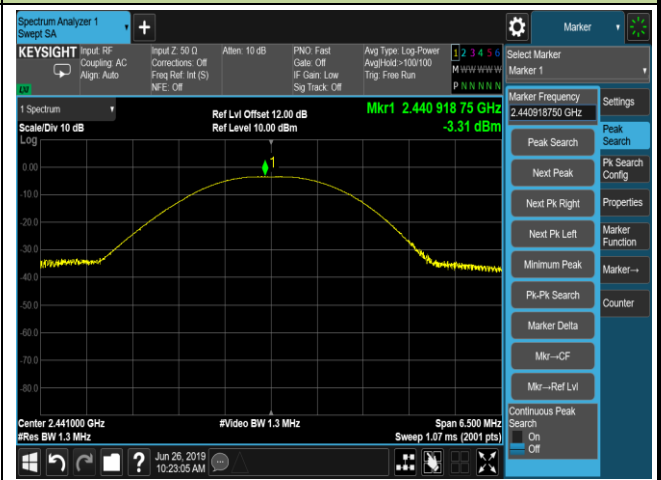 Spectrum Analyzer 1
Swept SA
Marker
KEYSIGHT
Input: RF
Coupling: AC
Align: Auto
Input Z: 50 Ω
Corrections: Off
Freq Ref: Int (S)
NFE: Off
Atten: 10 dB
PNO: Fast
Gate: Off
IF Gain: Low
Sig Track: Off
Avg Type: Log-Power
Avg|Hold:>100/100
Trig: Free Run
1 2 3 4 5 6
M W W W W W
P N N N N N
Select Marker
Marker 1
LXI
1 Spectrum
Scale/Div 10 dB
Log
Ref Lvl Offset 12.00 dB
Ref Level 10.00 dBm
Mkr1 2.440 918 75 GHz
-3.31 dBm
1
0.00
-10.0
-20.0
-30.0
-40.0
-50.0
-60.0
-70.0
-80.0
Center 2.441000 GHz
#Res BW 1.3 MHz
#Video BW 1.3 MHz
Span 6.500 MHz
Sweep 1.07 ms (2001 pts)
Marker Frequency
2.440918750 GHz
Peak Search
Next Peak
Next Pk Right
Next Pk Left
Minimum Peak
Pk-Pk Search
Marker Delta
Mkr→CF
Mkr→Ref Lvl
Continuous Peak
Search
On
Off
Settings
Peak
Search
Pk Search
Config
Properties
Marker
Function
Marker→
Counter
?
Jun 26, 2019
10:23:05 AM